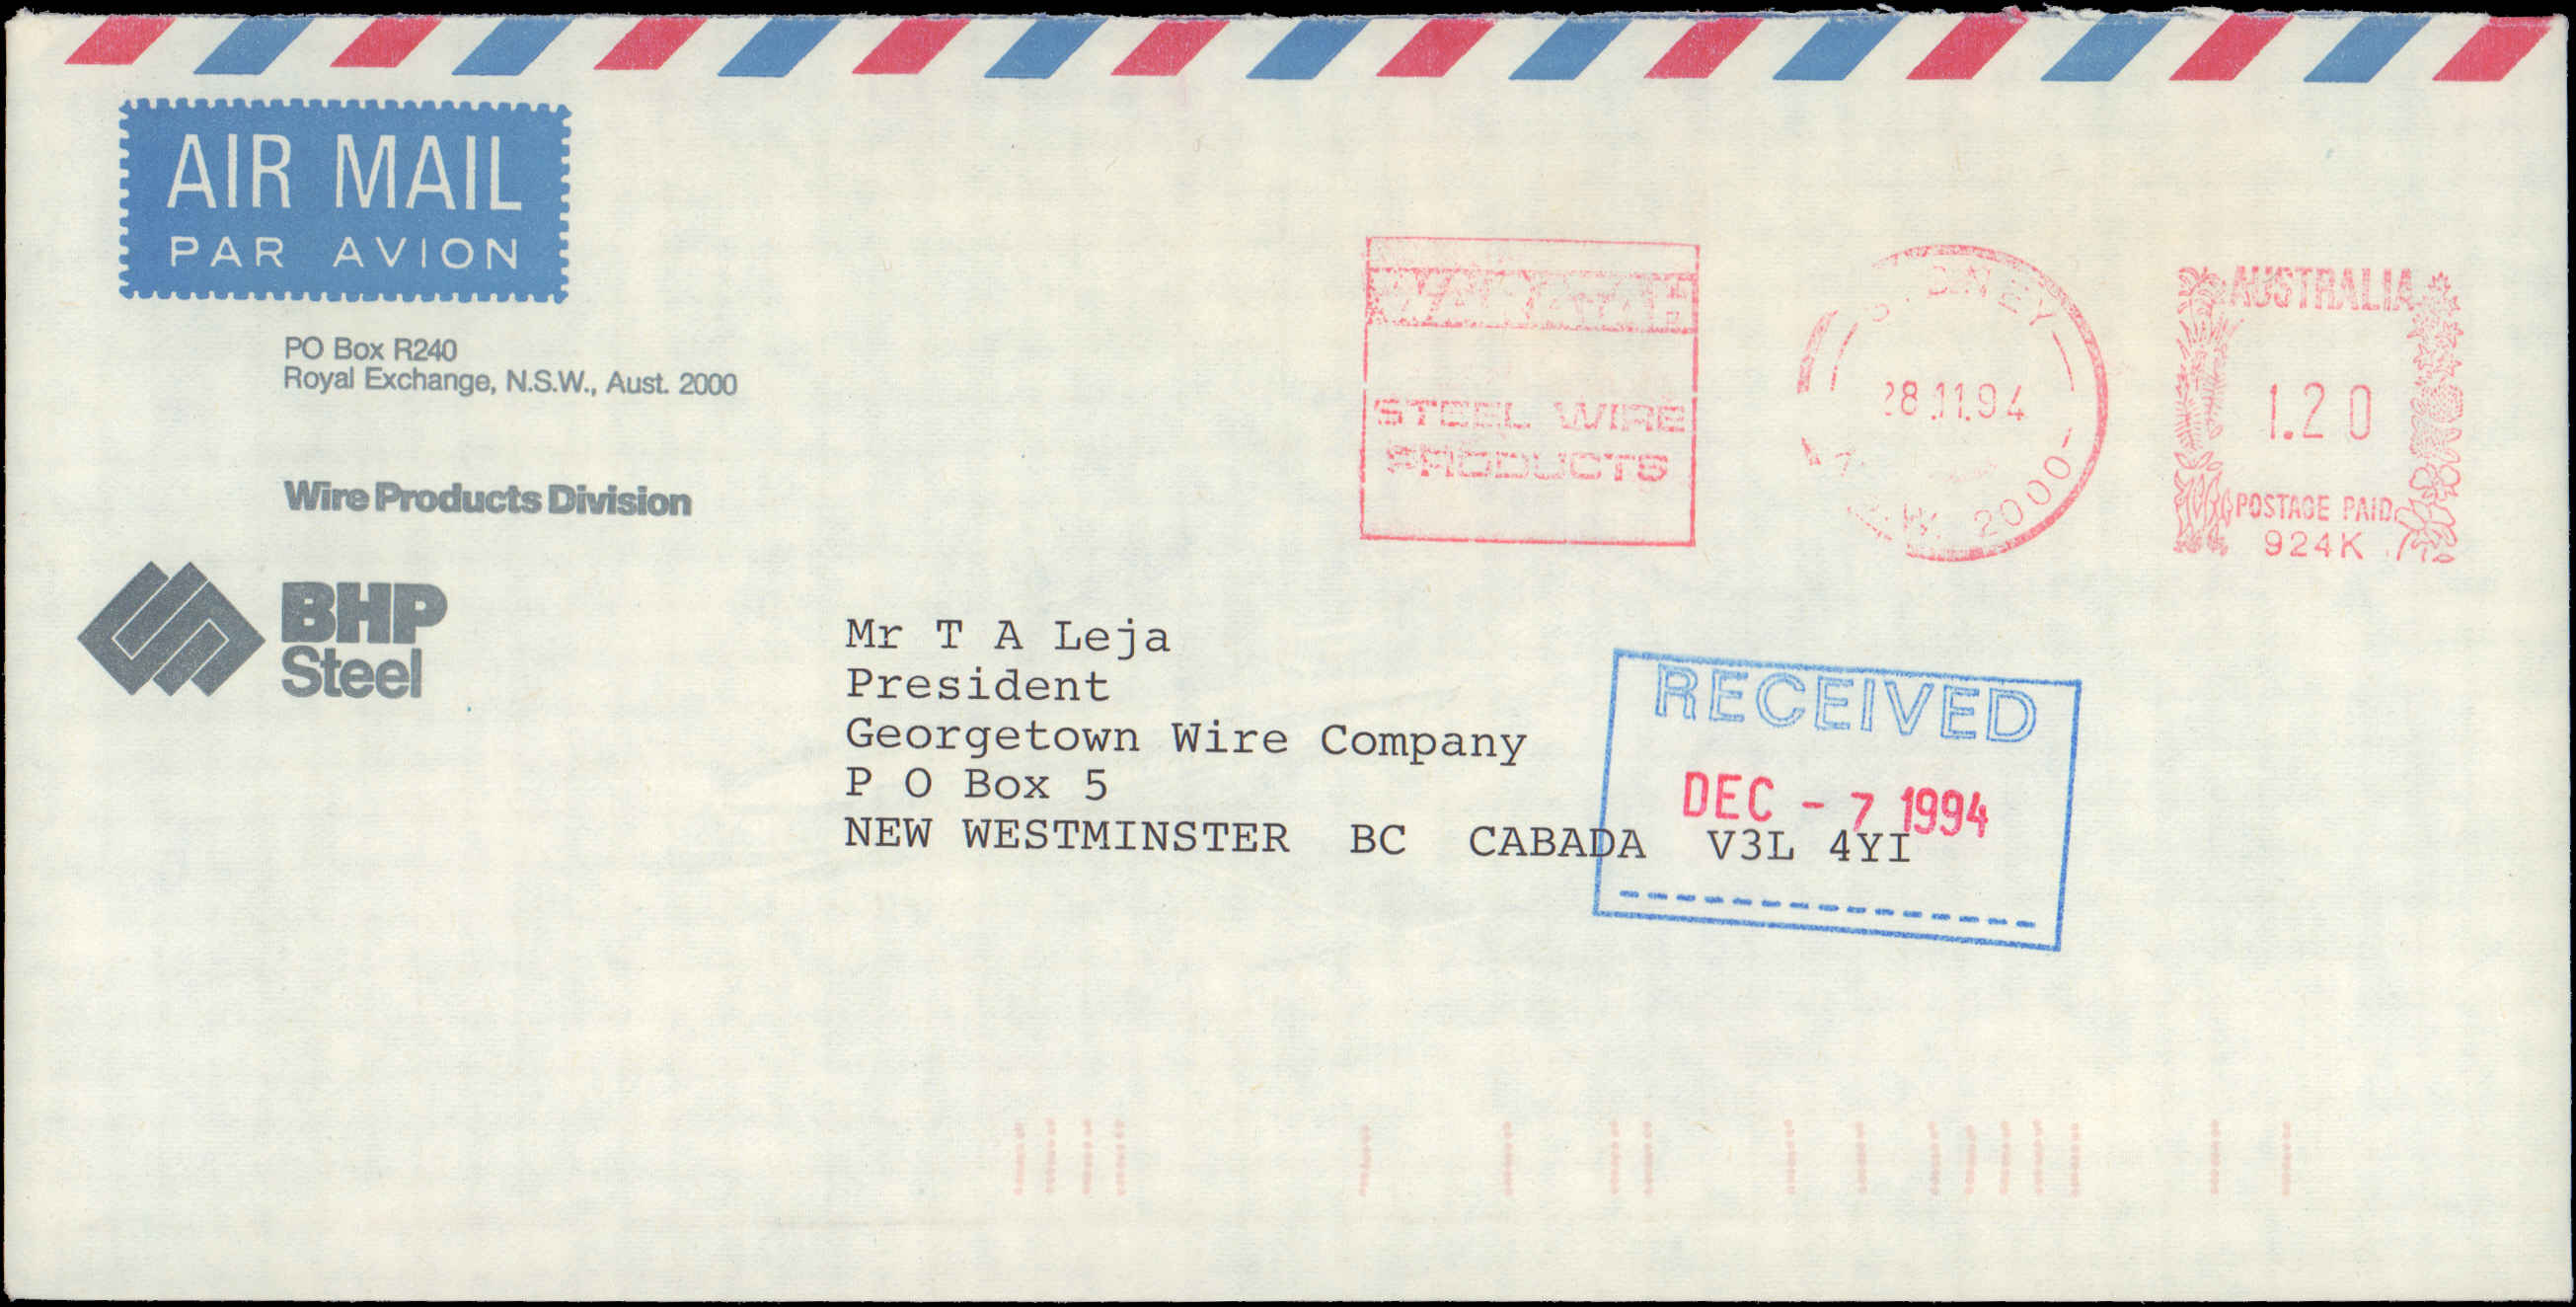 AIR MAIL
PAR AVION
PO Box R240
Royal Exchange, N.S.W., Aust. 2000
Wire Products Division
BHP
Steel
WARATAH
STEEL WIRE
PRODUCTS
SYDNEY
28.11.94
N.S.W. 2000
AUSTRALIA
1.20
POSTAGE PAID
924K
Mr T A Leja
President
Georgetown Wire Company
P O Box 5
NEW WESTMINSTER BC CABADA V3L 4YI
RECEIVED
DEC - 7 1994